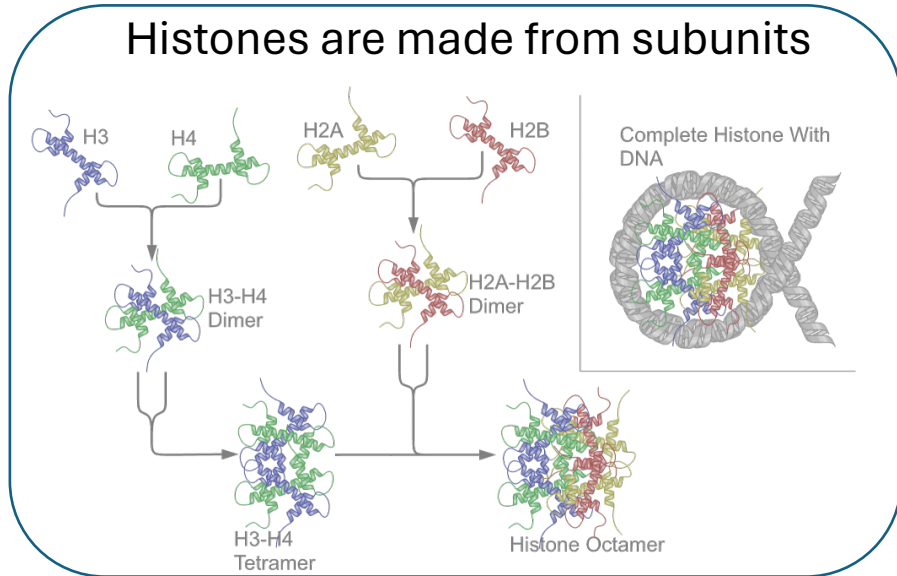 Histones are made from subunits
H3
H4
H2A
H2B
Complete Histone With
DNA
H3-H4
Dimer
H2A-H2B
Dimer
H3-H4
Tetramer
Histone Octamer